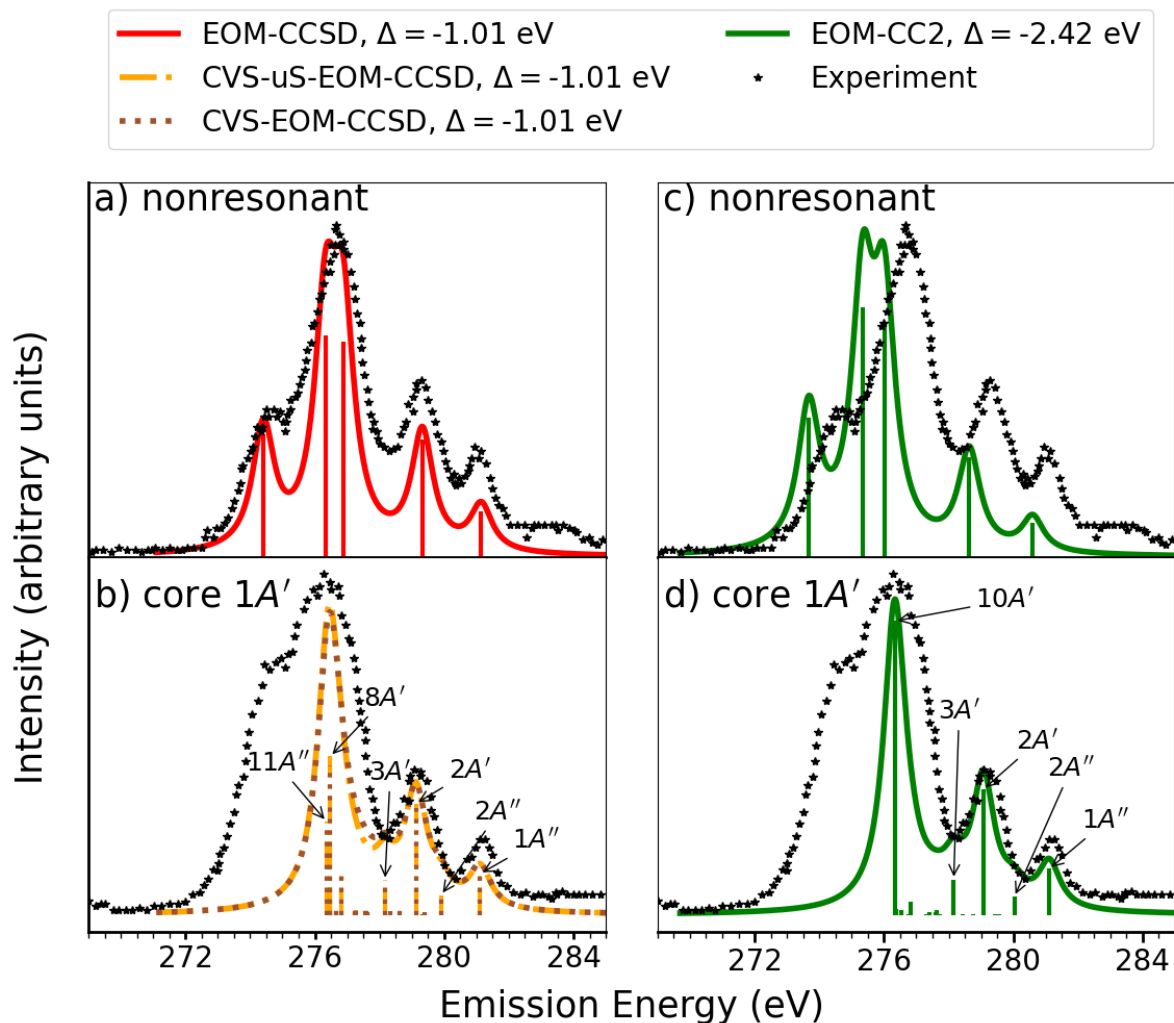 EOM-CCSD, Δ = -1.01 eV
CVS-uS-EOM-CCSD, Δ = -1.01 eV
CVS-EOM-CCSD, Δ = -1.01 eV
EOM-CC2, Δ = -2.42 eV
Experiment
Intensity (arbitrary units)
a) nonresonant
c) nonresonant
b) core 1A′
11A″
8A′
3A′
2A′
2A″
1A″
272 276 280 284
d) core 1A′
10A′
3A′
2A′
2A″
1A″
272 276 280 284
Emission Energy (eV)